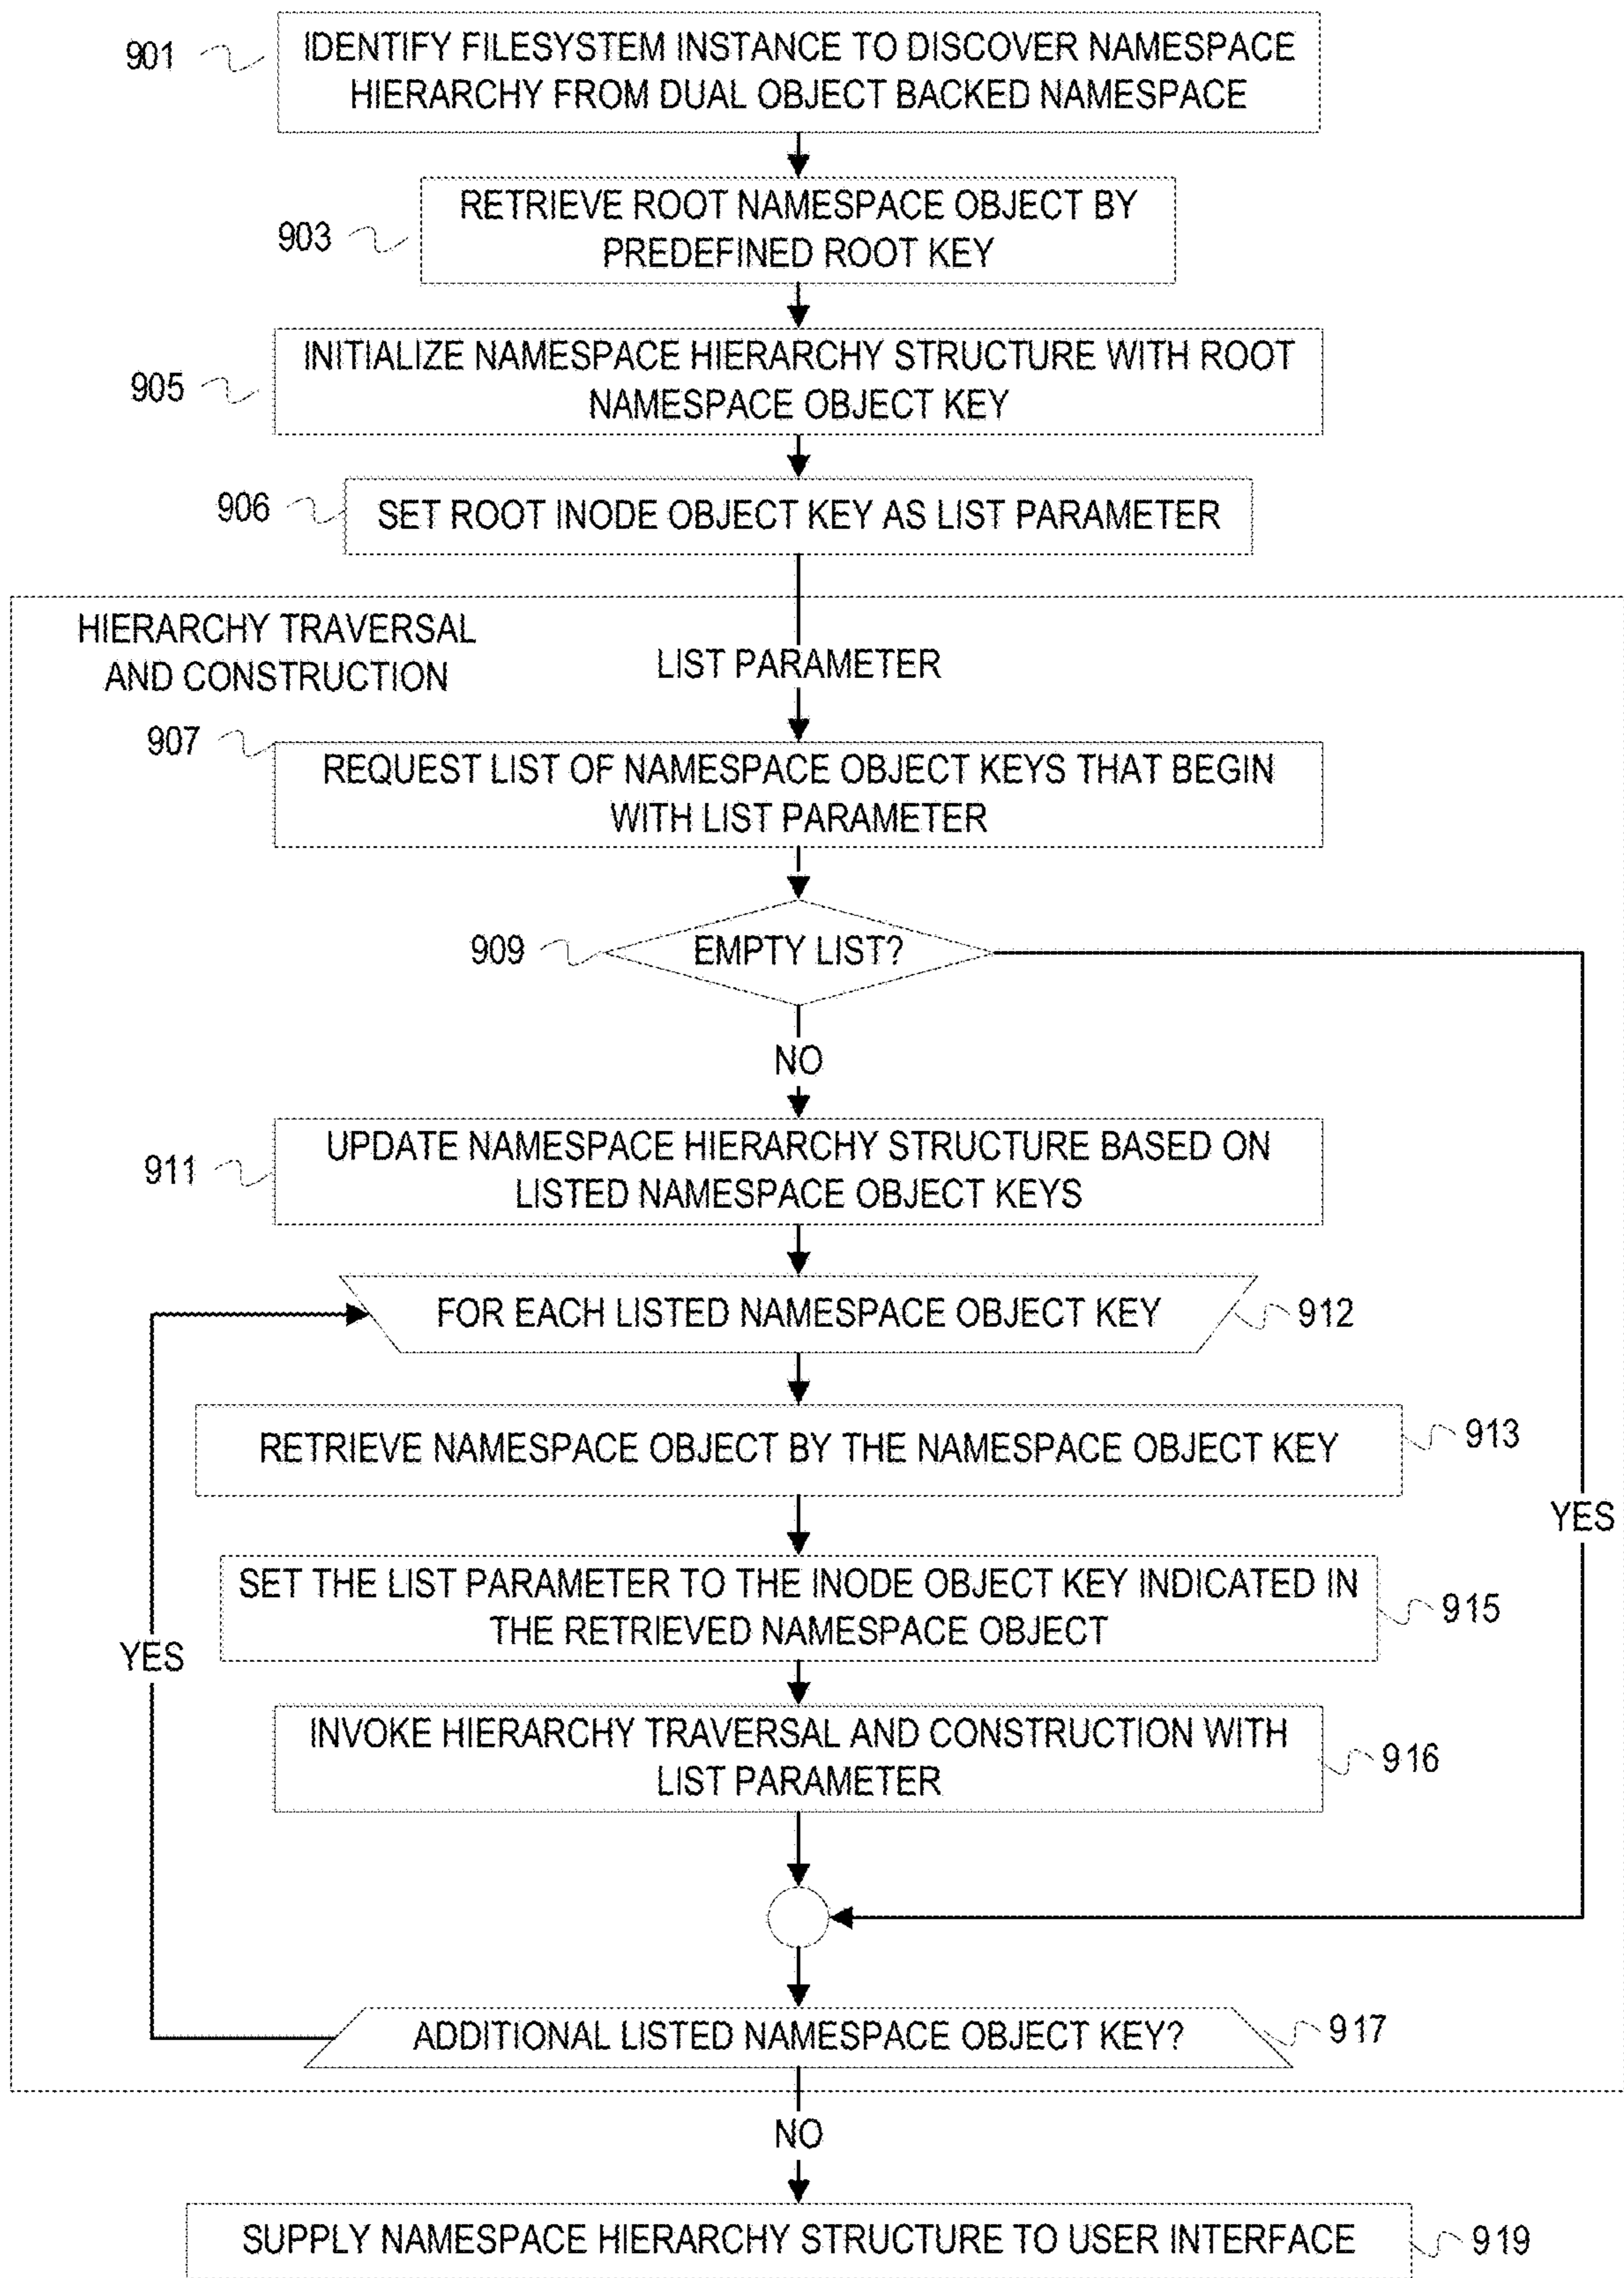 901
IDENTIFY FILESYSTEM INSTANCE TO DISCOVER NAMESPACE
HIERARCHY FROM DUAL OBJECT BACKED NAMESPACE
903
RETRIEVE ROOT NAMESPACE OBJECT BY
PREDEFINED ROOT KEY
905
INITIALIZE NAMESPACE HIERARCHY STRUCTURE WITH ROOT
NAMESPACE OBJECT KEY
906
SET ROOT INODE OBJECT KEY AS LIST PARAMETER
HIERARCHY TRAVERSAL
AND CONSTRUCTION
LIST PARAMETER
907
REQUEST LIST OF NAMESPACE OBJECT KEYS THAT BEGIN
WITH LIST PARAMETER
909
EMPTY LIST?
NO
911
UPDATE NAMESPACE HIERARCHY STRUCTURE BASED ON
LISTED NAMESPACE OBJECT KEYS
FOR EACH LISTED NAMESPACE OBJECT KEY
912
RETRIEVE NAMESPACE OBJECT BY THE NAMESPACE OBJECT KEY
913
YES
SET THE LIST PARAMETER TO THE INODE OBJECT KEY INDICATED IN
THE RETRIEVED NAMESPACE OBJECT
915
YES
INVOKE HIERARCHY TRAVERSAL AND CONSTRUCTION WITH
LIST PARAMETER
916
ADDITIONAL LISTED NAMESPACE OBJECT KEY?
917
NO
SUPPLY NAMESPACE HIERARCHY STRUCTURE TO USER INTERFACE
919